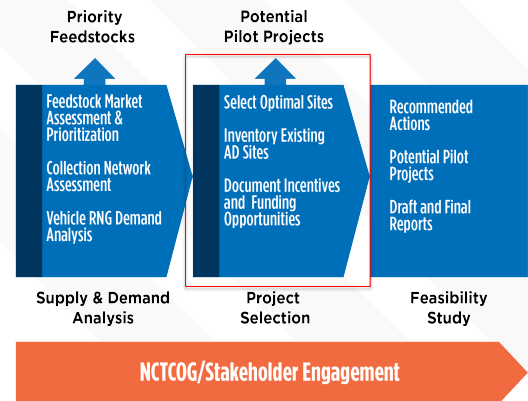 Priority
Feedstocks
Potential
Pilot Projects
Feedstock Market
Assessment &
Prioritization
Collection Network
Assessment
Vehicle RNG Demand
Analysis
Select Optimal Sites
Inventory Existing
AD Sites
Document Incentives
and Funding
Opportunities
Recommended
Actions
Potential Pilot
Projects
Draft and Final
Reports
Supply & Demand
Analysis
Project
Selection
Feasibility
Study
NCTCOG/Stakeholder Engagement